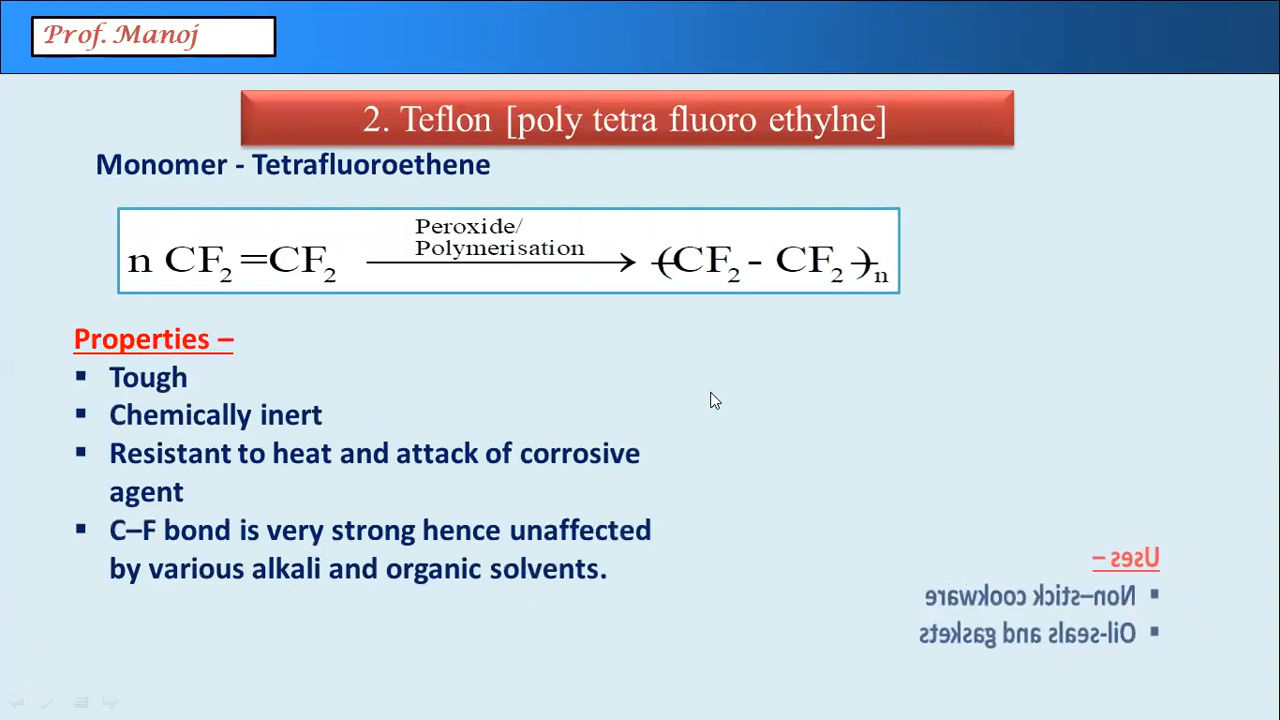 Prof. Manoj
2. Teflon [poly tetra fluoro ethylne]
Monomer - Tetrafluoroethene
Peroxide/
Polymerisation
n CF₂=CF₂ ⟶ (CF₂ - CF₂)ₙ
Properties –
▪ Tough
▪ Chemically inert
▪ Resistant to heat and attack of corrosive
agent
▪ C–F bond is very strong hence unaffected
by various alkali and organic solvents.
Uses –
▪ Non–stick cookware
▪ Oil-seals and gaskets